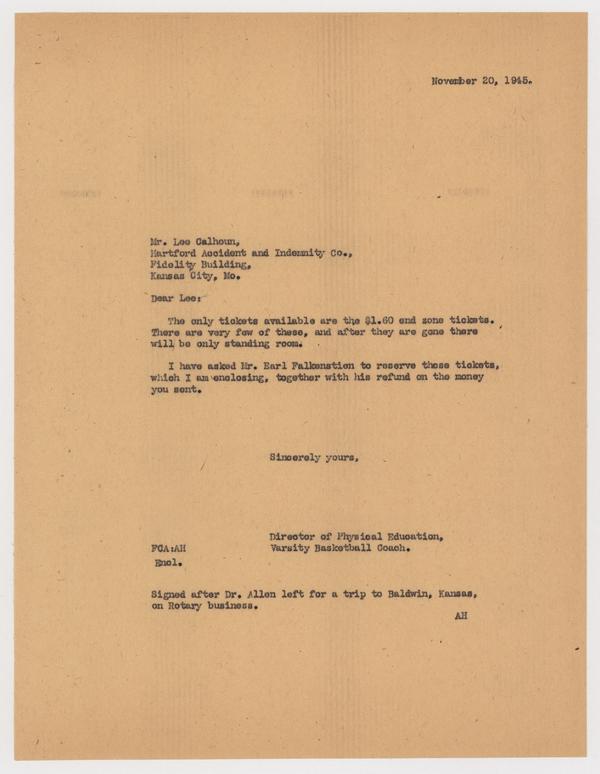 November 20, 1945.
Mr. Lee Calhoun,
Hartford Accident and Indemnity Co.,
Fidelity Building,
Kansas City, Mo.
Dear Lee:
The only tickets available are the $1.60 end zone tickets.
There are very few of these, and after they are gone there
will be only standing room.
I have asked Mr. Earl Falkenstien to reserve those tickets,
which I am enclosing, together with his refund on the money
you sent.
Sincerely yours,
Director of Physical Education,
FCA:AH Varsity Basketball Coach.
Encl.
Signed after Dr. Allen left for a trip to Baldwin, Kansas,
on Rotary business.
AH